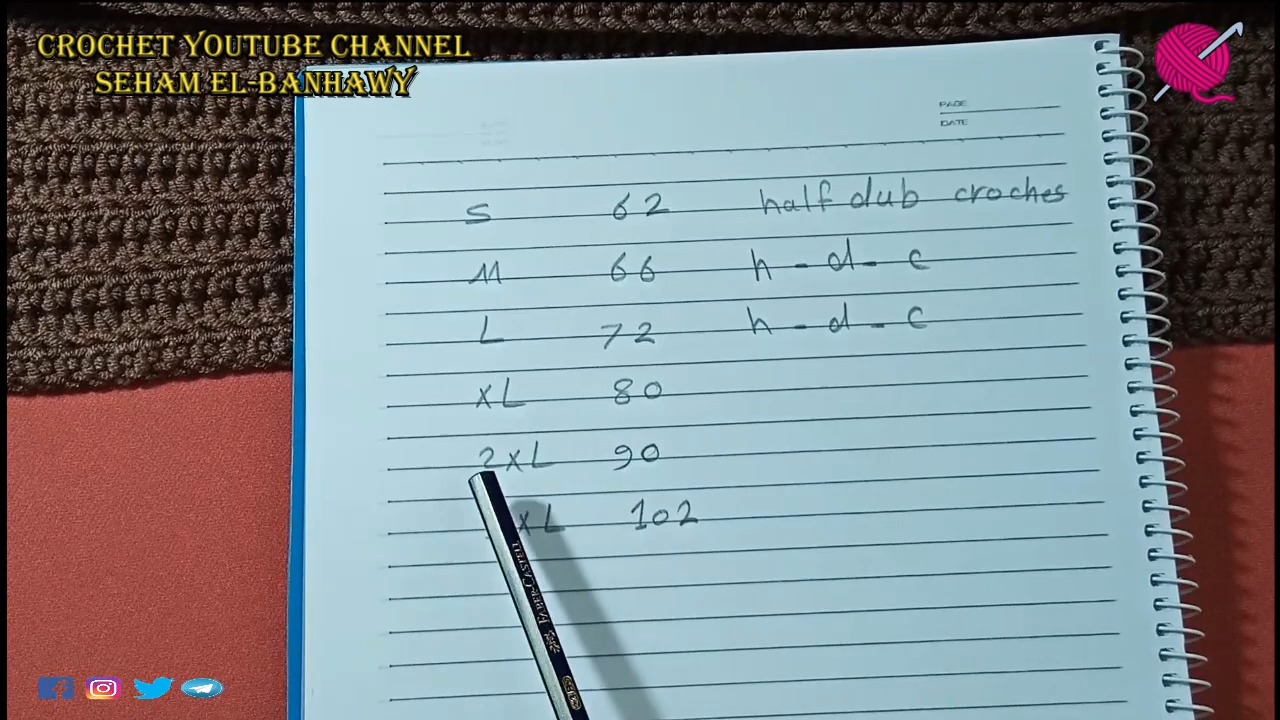 CROCHET YOUTUBE CHANNEL
SEHAM EL-BANHAWY
PAGE
DATE
S 62 half dub croches
M 66 h - d - c
L 72 h - d - c
XL 80
2XL 90
XL 102
FABER-CASTELL